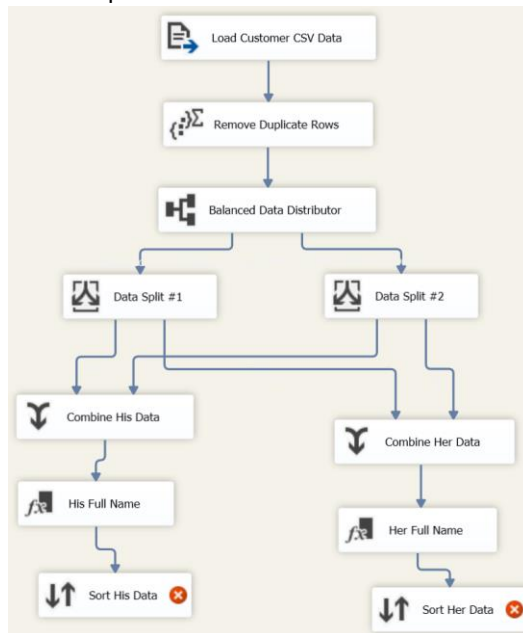 Load Customer CSV Data
Remove Duplicate Rows
Balanced Data Distributor
Data Split #1
Data Split #2
Combine His Data
Combine Her Data
His Full Name
Her Full Name
Sort His Data
Sort Her Data